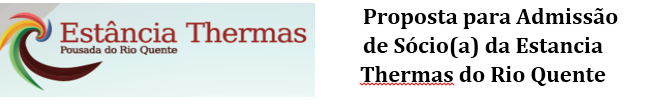 Estância Thermas
Pousada do Rio Quente
Proposta para Admissão
de Sócio(a) da Estancia
Thermas do Rio Quente